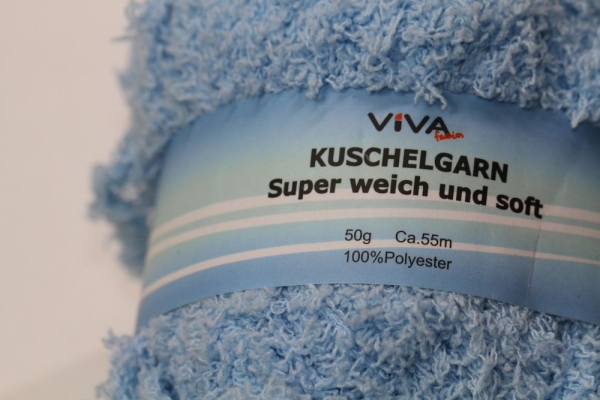 VIVA
fashion
KUSCHELGARN
Super weich und soft
50g Ca.55m
100%Polyester